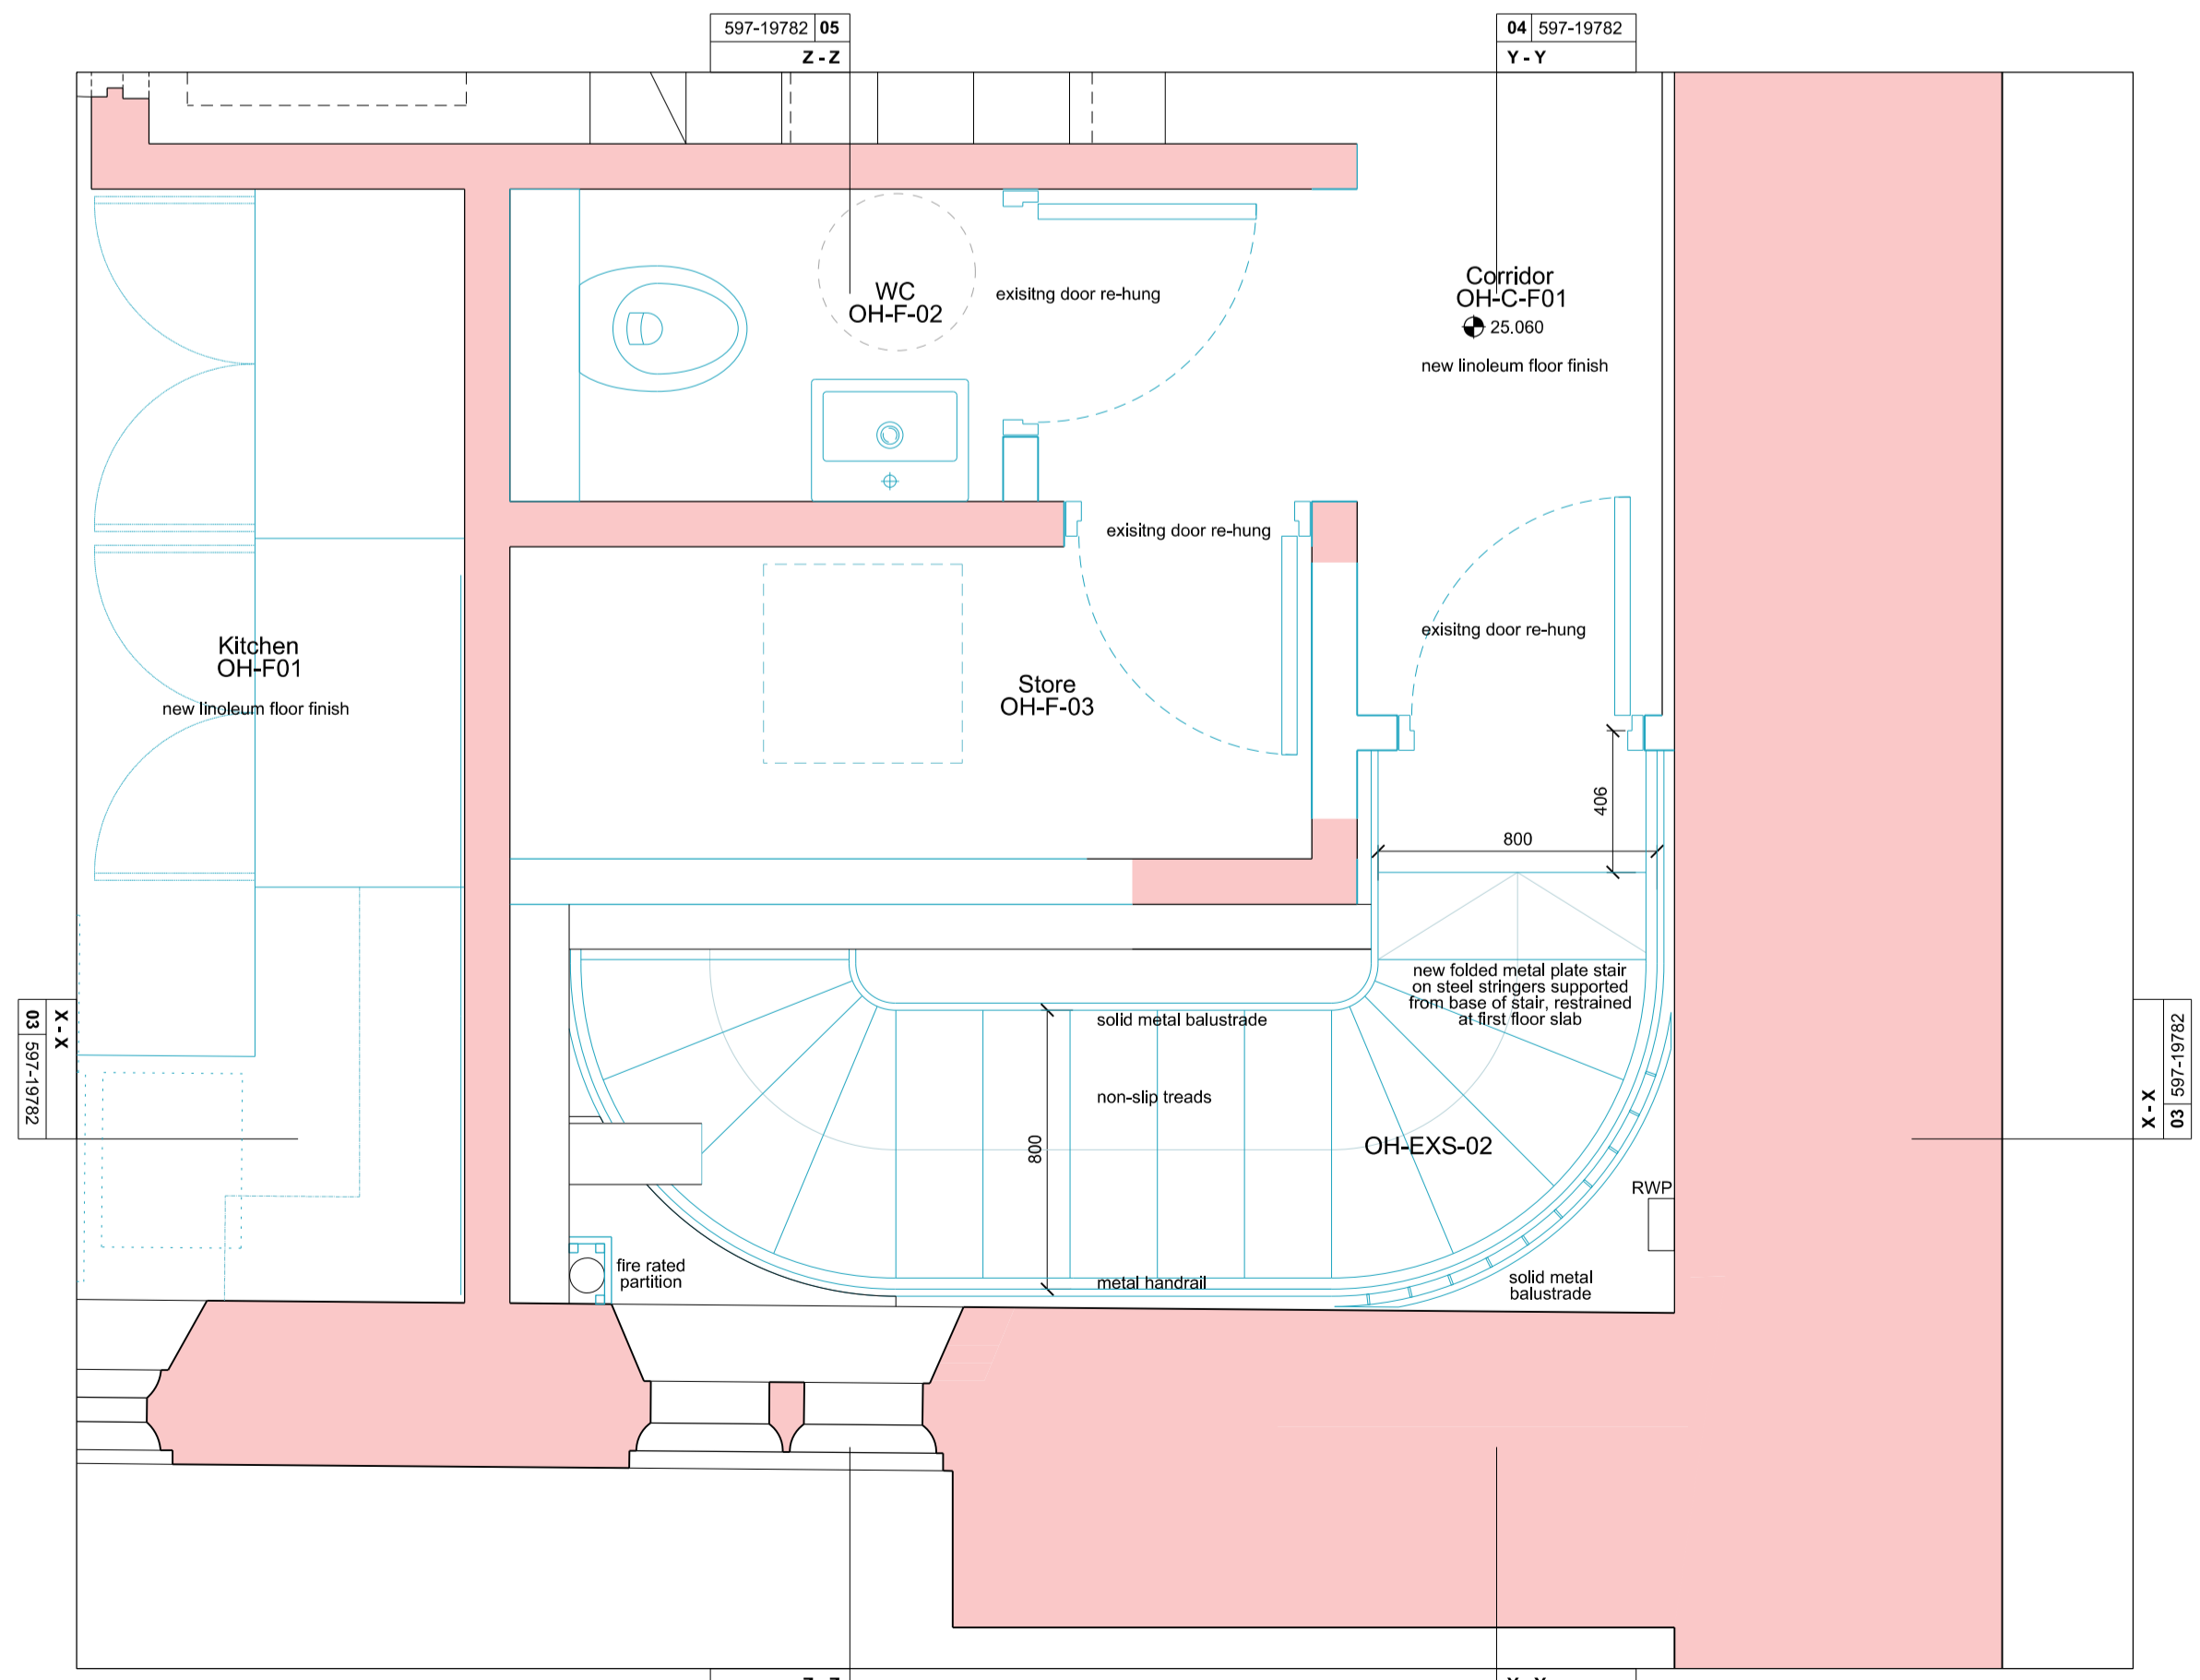 597-19782 05
Z - Z
04 597-19782
Y - Y
WC
OH-F-02
exisitng door re-hung
Corridor
OH-C-F01
25.060
new linoleum floor finish
exisitng door re-hung
exisitng door re-hung
Kitchen
OH-F01
new linoleum floor finish
Store
OH-F-03
406
800
new folded metal plate stair
on steel stringers supported
from base of stair, restrained
at first floor slab
solid metal balustrade
X - X
03 597-19782
X - X
03 597-19782
non-slip treads
800
OH-EXS-02
RWP
fire rated
partition
metal handrail
solid metal
balustrade
Z - Z
Y - Y